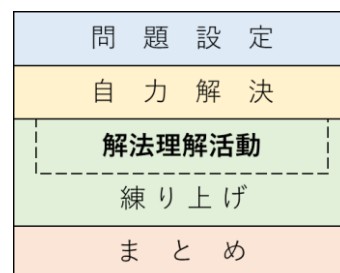 問題設定
自力解決
解法理解活動
練り上げ
まとめ